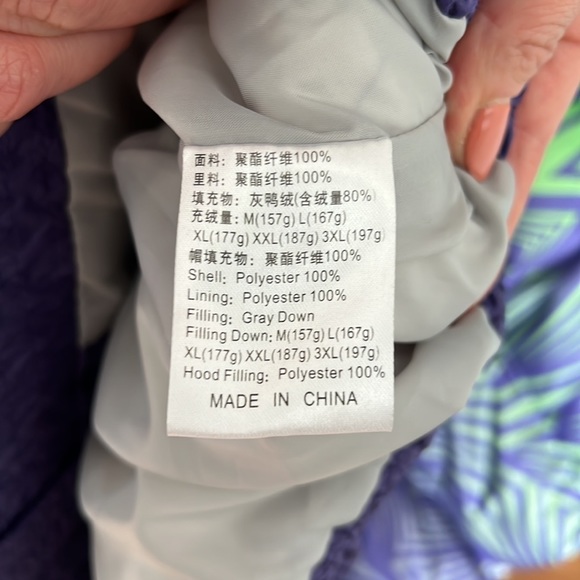 面料：聚酯纤维100%
里料：聚酯纤维100%
填充物：灰鸭绒(含绒量80%)
充绒量：M(157g) L(167g)
XL(177g) XXL(187g) 3XL(197g)
帽填充物：聚酯纤维100%
Shell: Polyester 100%
Lining: Polyester 100%
Filling: Gray Down
Filling Down: M(157g) L(167g)
XL(177g) XXL(187g) 3XL(197g)
Hood Filling: Polyester 100%
MADE IN CHINA